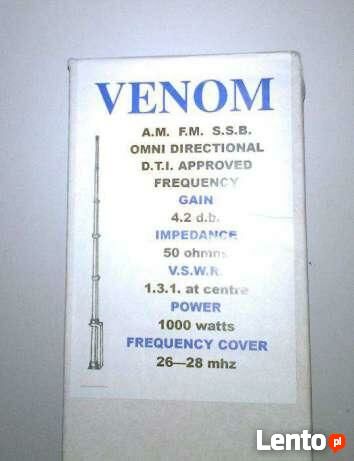 VENOM
A.M. F.M. S.S.B.
OMNI DIRECTIONAL
D.T.I. APPROVED
FREQUENCY
GAIN
4.2 d.b.
IMPEDANCE
50 ohmns
V.S.W.R.
1.3.1. at centre
POWER
1000 watts
FREQUENCY COVER
26—28 mhz
Lento.pl